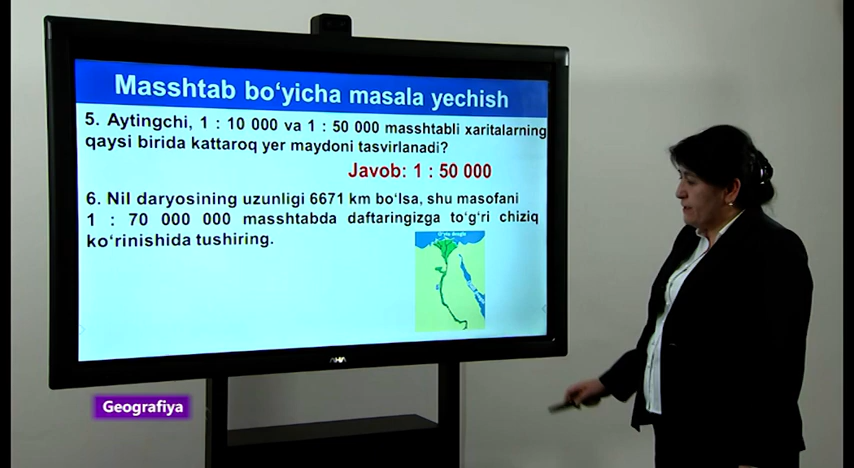 Masshtab bo‘yicha masala yechish
5. Aytingchi, 1 : 10 000 va 1 : 50 000 masshtabli xaritalarning
qaysi birida kattaroq yer maydoni tasvirlanadi?
Javob: 1 : 50 000
6. Nil daryosining uzunligi 6671 km bo‘lsa, shu masofani
1 : 70 000 000 masshtabda daftaringizga to‘g‘ri chiziq
ko‘rinishida tushiring.
O‘rta dengiz
Geografiya